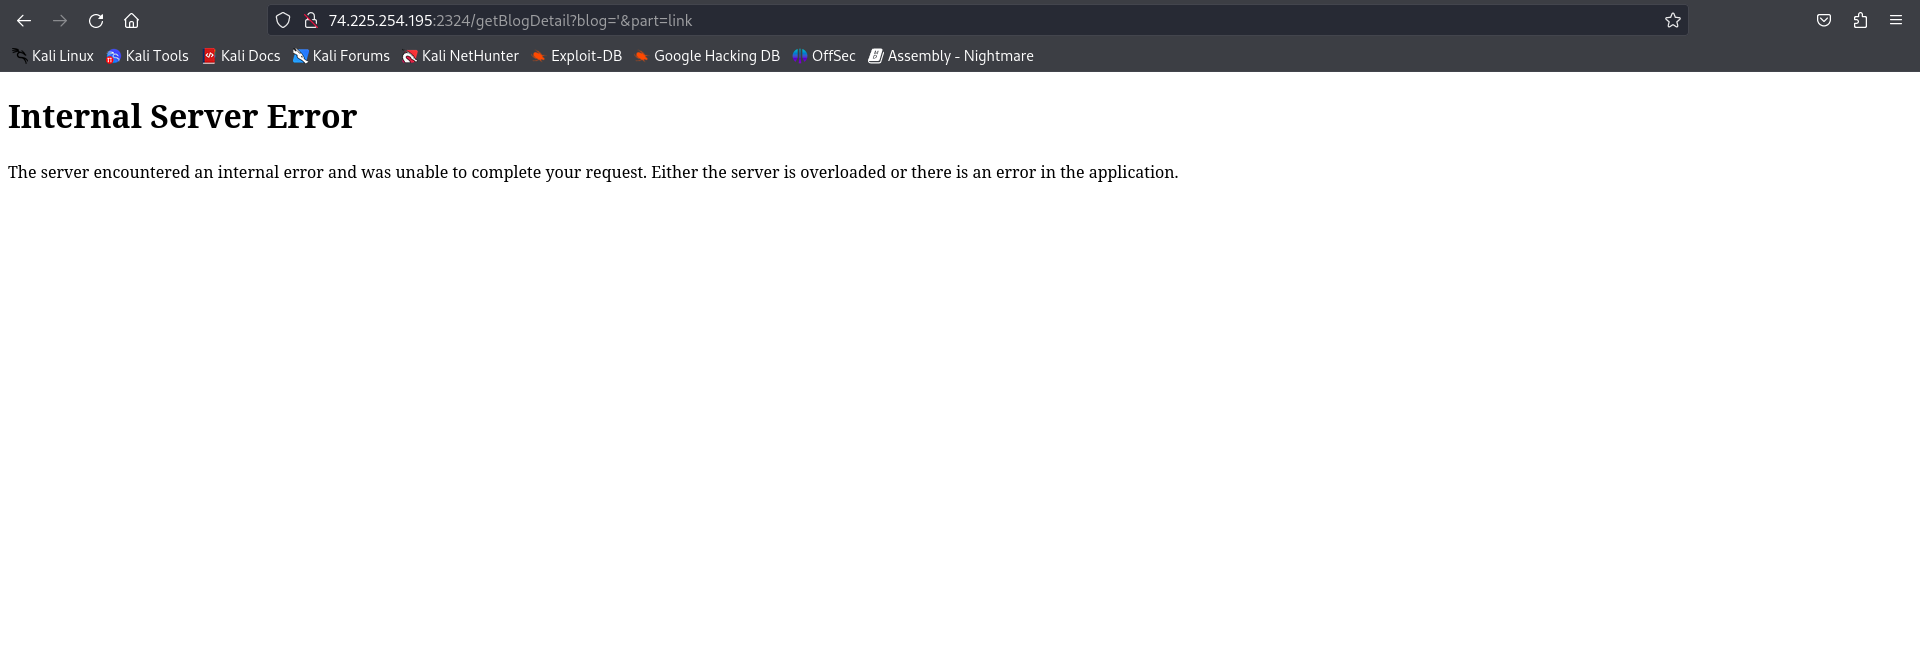 74.225.254.195:2324/getBlogDetail?blog='&part=link
Kali Linux Kali Tools Kali Docs Kali Forums Kali NetHunter Exploit-DB Google Hacking DB OffSec Assembly - Nightmare
Internal Server Error
The server encountered an internal error and was unable to complete your request. Either the server is overloaded or there is an error in the application.